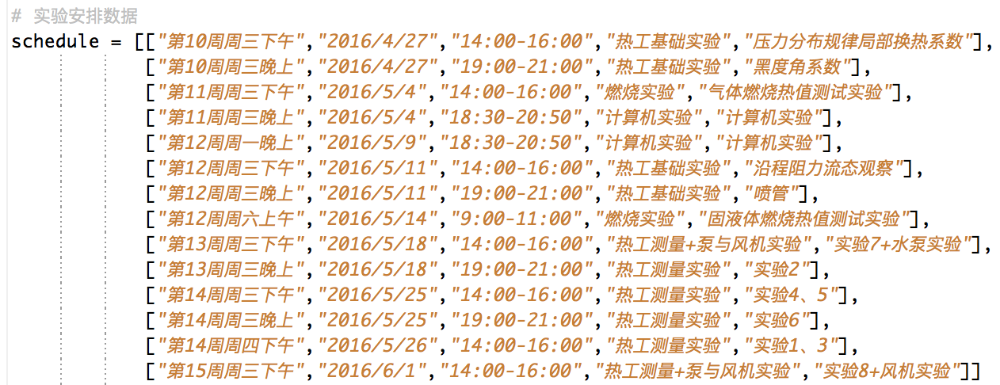 # 实验安排数据
schedule = [["第10周周三下午","2016/4/27","14:00-16:00","热工基础实验","压力分布规律局部换热系数"],
["第10周周三晚上","2016/4/27","19:00-21:00","热工基础实验","黑度角系数"],
["第11周周三下午","2016/5/4","14:00-16:00","燃烧实验","气体燃烧热值测试实验"],
["第11周周三晚上","2016/5/4","18:30-20:50","计算机实验","计算机实验"],
["第12周周一晚上","2016/5/9","18:30-20:50","计算机实验","计算机实验"],
["第12周周三下午","2016/5/11","14:00-16:00","热工基础实验","沿程阻力流态观察"],
["第12周周三晚上","2016/5/11","19:00-21:00","热工基础实验","喷管"],
["第12周周六上午","2016/5/14","9:00-11:00","燃烧实验","固液体燃烧热值测试实验"],
["第13周周三下午","2016/5/18","14:00-16:00","热工测量+泵与风机实验","实验7+水泵实验"],
["第13周周三晚上","2016/5/18","19:00-21:00","热工测量实验","实验2"],
["第14周周三下午","2016/5/25","14:00-16:00","热工测量实验","实验4、5"],
["第14周周三晚上","2016/5/25","19:00-21:00","热工测量实验","实验6"],
["第14周周四下午","2016/5/26","14:00-16:00","热工测量实验","实验1、3"],
["第15周周三下午","2016/6/1","14:00-16:00","热工测量+泵与风机实验","实验8+风机实验"]]